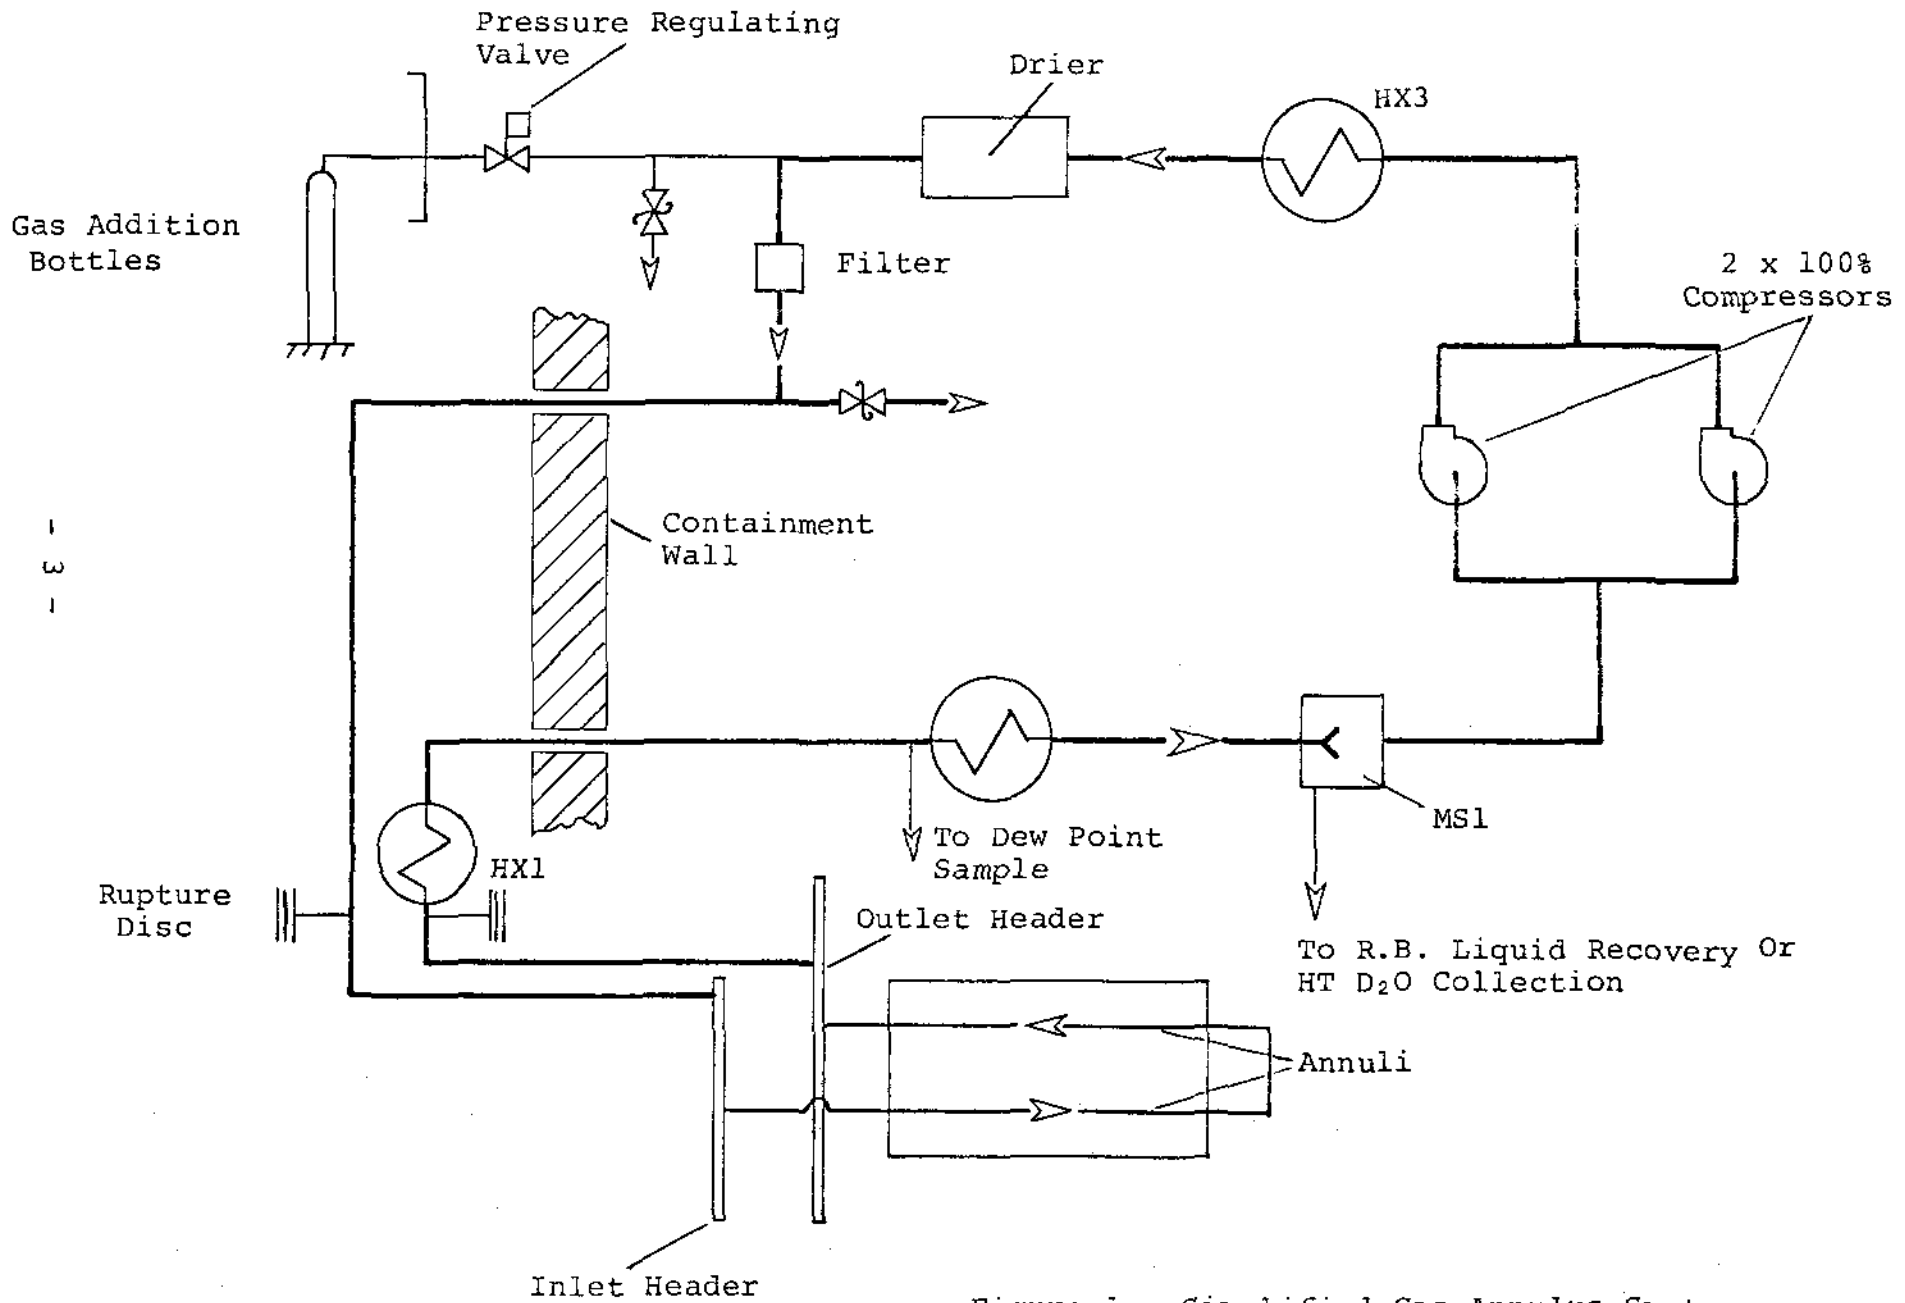 Pressure Regulating
Valve
Drier
HX3
Gas Addition
Bottles
Filter
2 x 100%
Compressors
- 3 -
Containment
Wall
MS1
To Dew Point
Sample
HX1
Rupture
Disc
Outlet Header
To R.B. Liquid Recovery Or
HT D₂O Collection
Annuli
Inlet Header